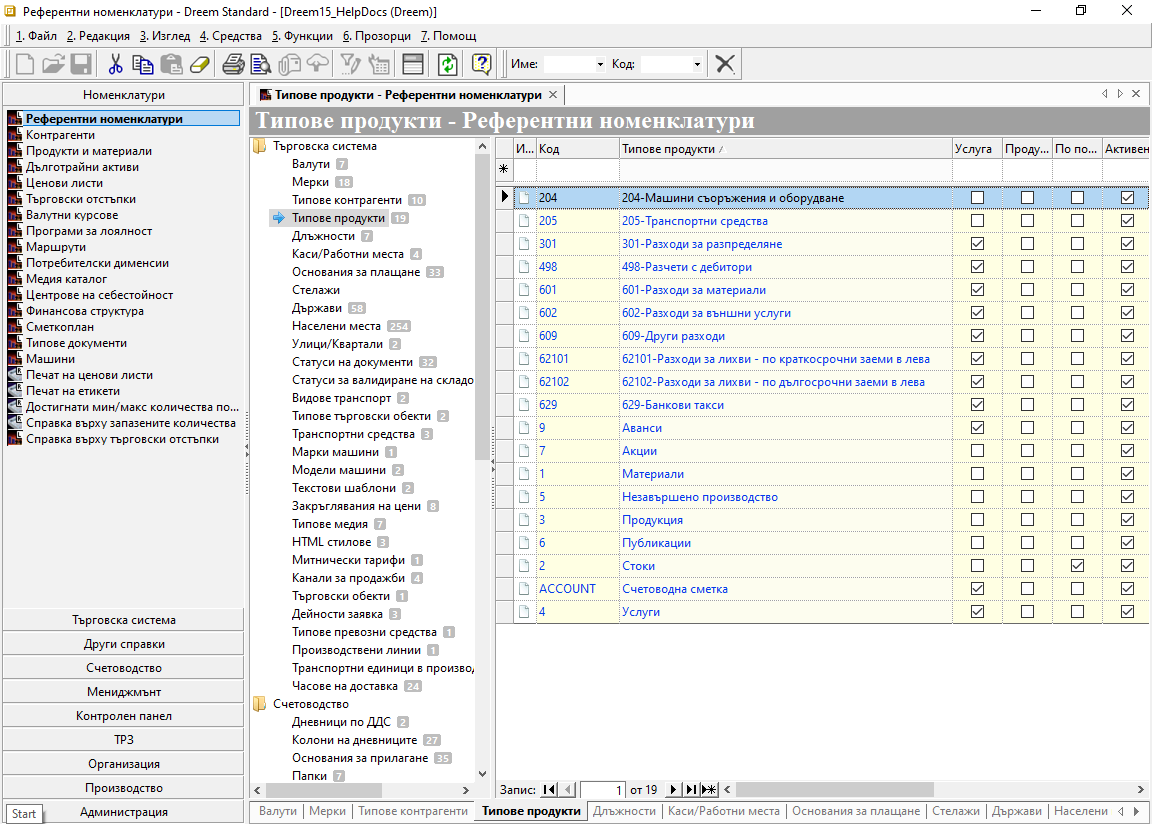 Референтни номенклатури - Dreem Standard - [Dreem15_HelpDocs (Dreem)]
1. Файл 2. Редакция 3. Изглед 4. Средства 5. Функции 6. Прозорци 7. Помощ
Име: Код:
Номенклатури
Референтни номенклатури
Контрагенти
Продукти и материали
Дълготрайни активи
Ценови листи
Търговски отстъпки
Валутни курсове
Програми за лоялност
Маршрути
Потребителски дименсии
Медия каталог
Центрове на себестойност
Финансова структура
Сметкоплан
Типове документи
Машини
Печат на ценови листи
Печат на етикети
Достигнати мин/макс количества по...
Справка върху запазените количества
Справка върху търговски отстъпки
Търговска система
Други справки
Счетоводство
Мениджмънт
Контролен панел
ТРЗ
Организация
Производство
Администрация
Start
Типове продукти - Референтни номенклатури
Типове продукти - Референтни номенклатури
Търговска система
Валути 7
Мерки 18
Типове контрагенти 10
Типове продукти 19
Длъжности 7
Каси/Работни места 4
Основания за плащане 33
Стелажи
Държави 58
Населени места 254
Улици/Квартали 2
Статуси на документи 32
Статуси за валидиране на складо
Видове транспорт 2
Типове търговски обекти 2
Транспортни средства 3
Марки машини 1
Модели машини 2
Текстови шаблони 2
Закръгляване на цени 8
Типове медия 7
HTML стилове 3
Митнически тарифи 1
Канали за продажби 4
Търговски обекти 1
Дейности заявка 3
Типове превозни средства 1
Производствени линии 1
Транспортни единици в производ
Часове на доставка 24
Счетоводство
Дневници по ДДС 2
Колони на дневниците 27
Основания за прилагане 35
Папки 7
И... Код Типове продукти Услуга Проду... По по... Активен
204 204-Машини съоръжения и оборудване
205 205-Транспортни средства
301 301-Разходи за разпределяне
498 498-Разчети с дебитори
601 601-Разходи за материали
602 602-Разходи за външни услуги
609 609-Други разходи
62101 62101-Разходи за лихви - по краткосрочни заеми в лева
62102 62102-Разходи за лихви - по дългосрочни заеми в лева
629 629-Банкови такси
9 Аванси
7 Акции
1 Материали
5 Незавършено производство
3 Продукция
6 Публикации
2 Стоки
ACCOUNT Счетоводна сметка
4 Услуги
Запис: 1 от 19
Валути Мерки Типове контрагенти Типове продукти Длъжности Каси/Работни места Основания за плащане Стелажи Държави Населени